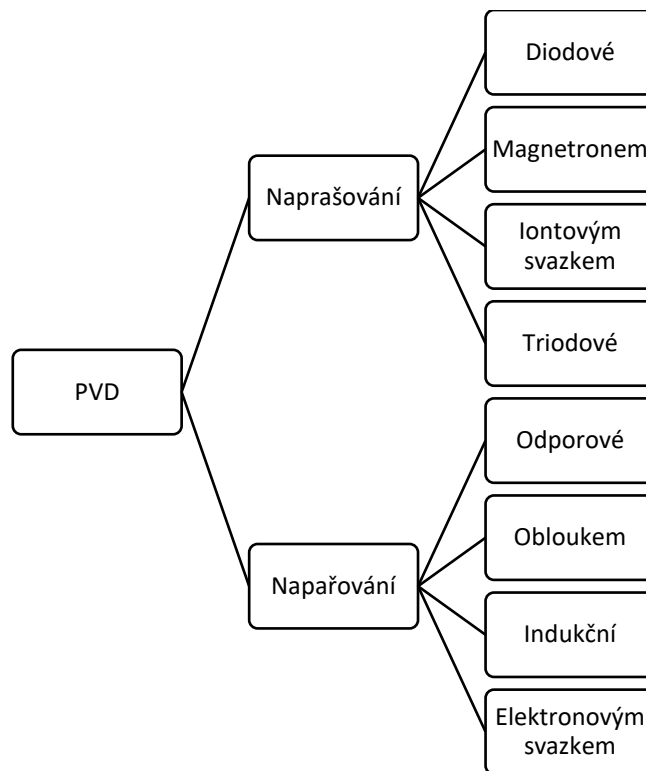 PVD
Naprašování
Diodové
Magnetronem
Iontovým
svazkem
Triodové
Napařování
Odporové
Obloukem
Indukční
Elektronovým
svazkem